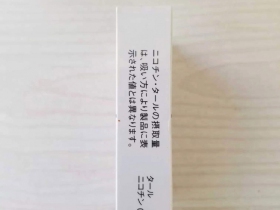 ニコチン・タールの摂取量
は、吸い方により製品に表
示された値とは異なります。
タール
ニコチン